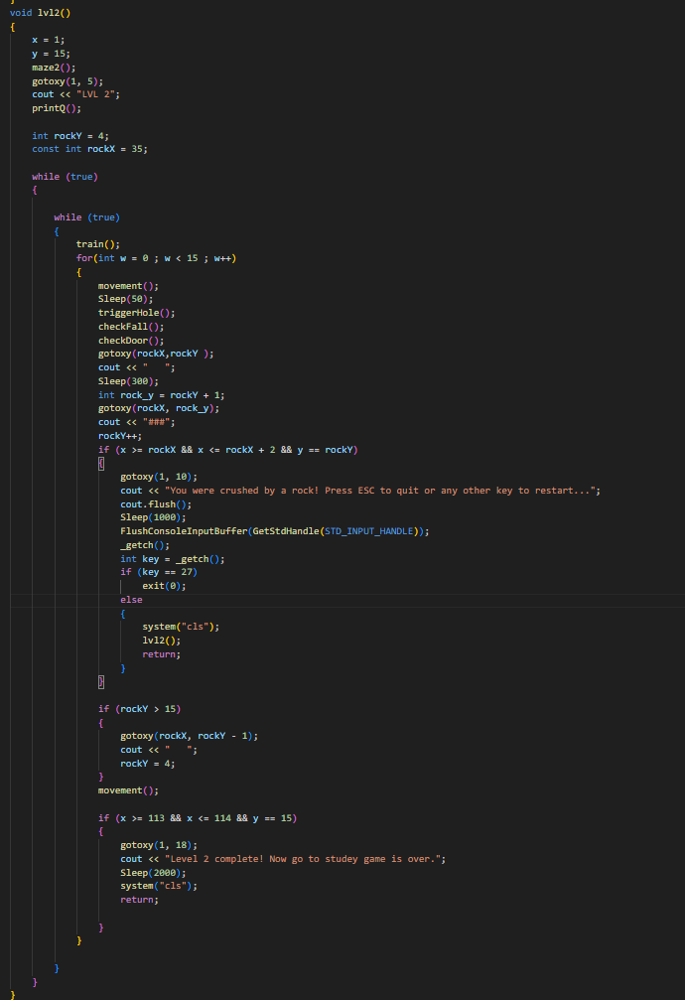 }
void lvl2()
{
    x = 1;
    y = 15;
    maze2();
    gotoxy(1, 5);
    cout << "LVL 2";
    printQ();

    int rockY = 4;
    const int rockX = 35;

    while (true)
    {

        while (true)
        {
            train();
            for(int w = 0 ; w < 15 ; w++)
            {
                movement();
                Sleep(50);
                triggerHole();
                checkFall();
                checkDoor();
                gotoxy(rockX,rockY );
                cout << "   ";
                Sleep(300);
                int rock_y = rockY + 1;
                gotoxy(rockX, rock_y);
                cout << "###";
                rockY++;
                if (x >= rockX && x <= rockX + 2 && y == rockY)
                {
                    gotoxy(1, 10);
                    cout << "You were crushed by a rock! Press ESC to quit or any other key to restart...";
                    cout.flush();
                    Sleep(1000);
                    FlushConsoleInputBuffer(GetStdHandle(STD_INPUT_HANDLE));
                    _getch();
                    int key = _getch();
                    if (key == 27)
                        exit(0);
                    else
                    {
                        system("cls");
                        lvl2();
                        return;
                    }
                }

                if (rockY > 15)
                {
                    gotoxy(rockX, rockY - 1);
                    cout << "   ";
                    rockY = 4;
                }
                movement();

                if (x >= 113 && x <= 114 && y == 15)
                {
                    gotoxy(1, 18);
                    cout << "Level 2 complete! Now go to studey game is over.";
                    Sleep(2000);
                    system("cls");
                    return;

                }
            }

        }
    }
}